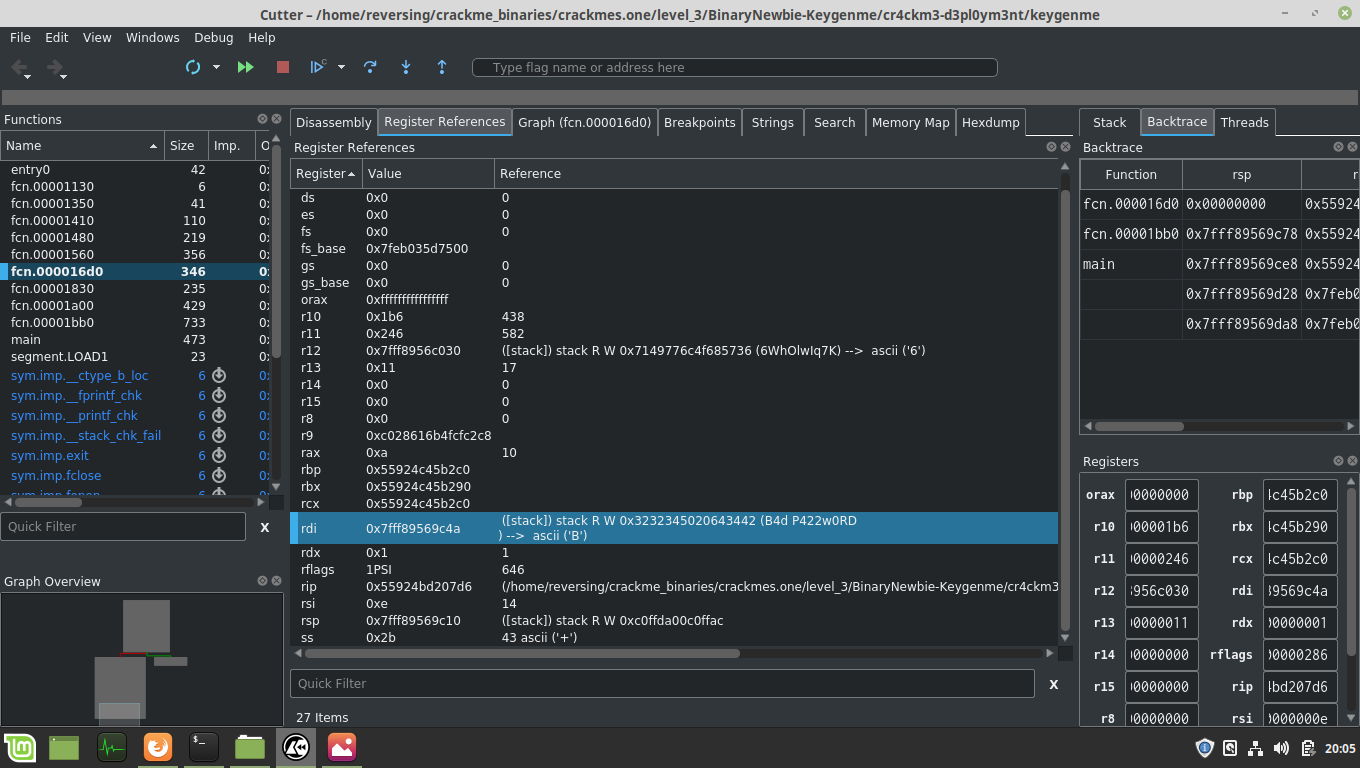 Cutter – /home/reversing/crackme_binaries/crackmes.one/level_3/BinaryNewbie-Keygenme/cr4ckm3-d3pl0ym3nt/keygenme
File Edit View Windows Debug Help
Type flag name or address here
Functions
Name Size Imp. O
entry0 42 0:
fcn.00001130 6 0:
fcn.00001350 41 0:
fcn.00001410 110 0:
fcn.00001480 219 0:
fcn.00001560 356 0:
fcn.000016d0 346 0:
fcn.00001830 235 0:
fcn.00001a00 429 0:
fcn.00001bb0 733 0:
main 473 0:
segment.LOAD1 23 0:
sym.imp.__ctype_b_loc 6 0:
sym.imp.__fprintf_chk 6 0:
sym.imp.__printf_chk 6 0:
sym.imp.__stack_chk_fail 6 0:
sym.imp.exit 6 0:
sym.imp.fclose 6 0:
sym.imp.fopen 6 0:
Quick Filter X
Graph Overview
Disassembly Register References Graph (fcn.000016d0) Breakpoints Strings Search Memory Map Hexdump
Register References
Register Value Reference
ds 0x0 0
es 0x0 0
fs 0x0 0
fs_base 0x7feb035d7500
gs 0x0 0
gs_base 0x0 0
orax 0xffffffffffffffff
r10 0x1b6 438
r11 0x246 582
r12 0x7fff8956c030 ([stack]) stack R W 0x7149776c4f685736 (6WhOlwIq7K) --> ascii ('6')
r13 0x11 17
r14 0x0 0
r15 0x0 0
r8 0x0 0
r9 0xc028616b4fcfc2c8
rax 0xa 10
rbp 0x55924c45b2c0
rbx 0x55924c45b290
rcx 0x55924c45b2c0
rdi 0x7fff89569c4a ([stack]) stack R W 0x3232345020643442 (B4d P422w0RD
) --> ascii ('B')
rdx 0x1 1
rflags 1PSI 646
rip 0x55924bd207d6 (/home/reversing/crackme_binaries/crackmes.one/level_3/BinaryNewbie-Keygenme/cr4ckm3
rsi 0xe 14
rsp 0x7fff89569c10 ([stack]) stack R W 0xc0ffda00c0ffac
ss 0x2b 43 ascii ('+')
Quick Filter X
27 Items
Stack Backtrace Threads
Backtrace
Function rsp r
fcn.000016d0 0x00000000 0x55924
fcn.00001bb0 0x7fff89569c78 0x55924
main 0x7fff89569ce8 0x55924
0x7fff89569d28 0x7feb0
0x7fff89569da8 0x7feb0
Registers
orax 00000000 rbp 4c45b2c0
r10 000001b6 rbx 4c45b290
r11 00000246 rcx 4c45b2c0
r12 8956c030 rdi 89569c4a
r13 00000011 rdx 00000001
r14 00000000 rflags 00000286
r15 00000000 rip 4bd207d6
r8 00000000 rsi 0000000e
20:05